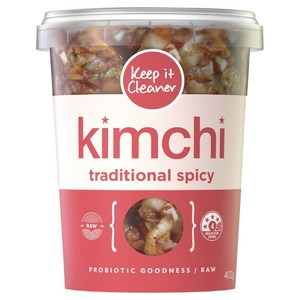 Keep it
Cleaner
kimchi
traditional spicy
RAW
PROBIOTIC GOODNESS / RAW
400g